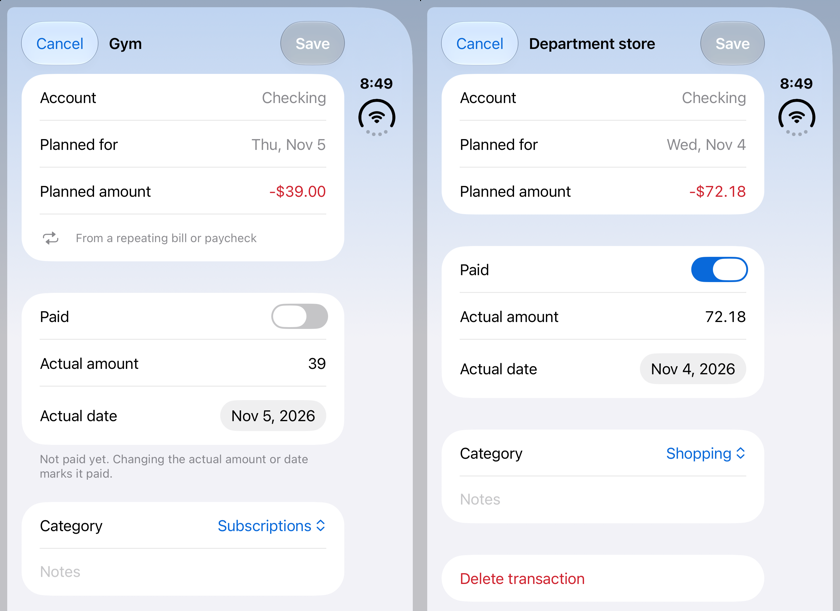 Cancel
Gym
Save
8:49
Account
Checking
Planned for
Thu, Nov 5
Planned amount
-$39.00
From a repeating bill or paycheck
Paid
Actual amount
39
Actual date
Nov 5, 2026
Not paid yet. Changing the actual amount or date
marks it paid.
Category
Subscriptions
Notes
Cancel
Department store
Save
8:49
Account
Checking
Planned for
Wed, Nov 4
Planned amount
-$72.18
Paid
Actual amount
72.18
Actual date
Nov 4, 2026
Category
Shopping
Notes
Delete transaction